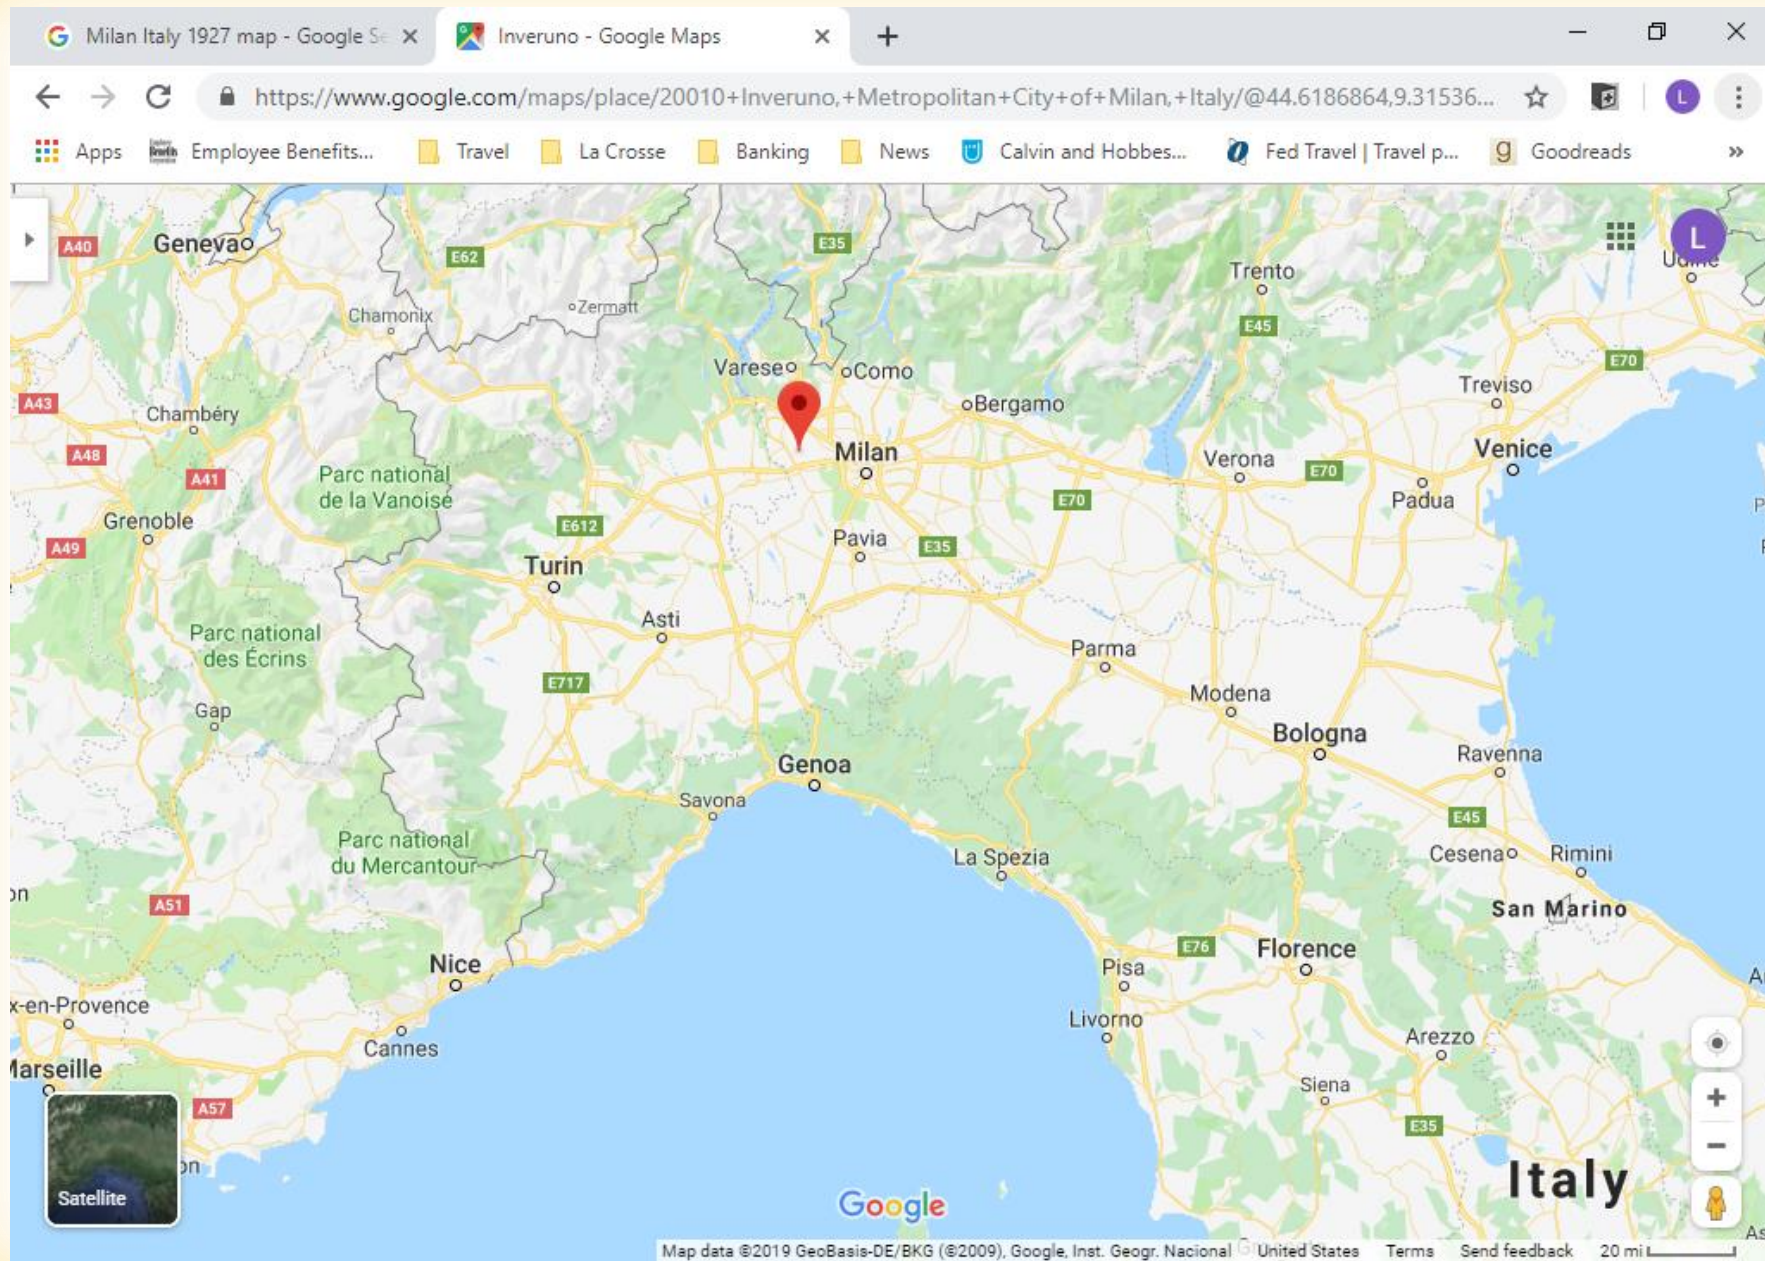 Milan Italy 1927 map - Google Se
Inveruno - Google Maps
https://www.google.com/maps/place/20010+Inveruno,+Metropolitan+City+of+Milan,+Italy/@44.6186864,9.31536...
L
Apps
Employee Benefits...
Travel
La Crosse
Banking
News
Calvin and Hobbes...
Fed Travel | Travel p...
g Goodreads
»
A40
Geneva
E62
E35
L
Udine
Trento
Chamonix
Zermatt
E45
Varese
Como
E70
Treviso
A43
Chambéry
Bergamo
A48
A41
Parc national
de la Vanoise
Milan
Verona
E70
Venice
Padua
E70
Grenoble
A49
E612
Pavia
E35
Turin
Asti
Parc national
des Écrins
Parma
E717
Modena
Gap
Bologna
Ravenna
Genoa
Savona
E45
Parc national
du Mercantour
La Spezia
Cesena
Rimini
A51
San Marino
Nice
E76
Florence
Pisa
x-en-Provence
Livorno
Cannes
Arezzo
Marseille
Siena
A57
E35
on
Satellite
Italy
Google
Map data ©2019 GeoBasis-DE/BKG (©2009), Google, Inst. Geogr. Nacional
United States
Terms
Send feedback
20 mi